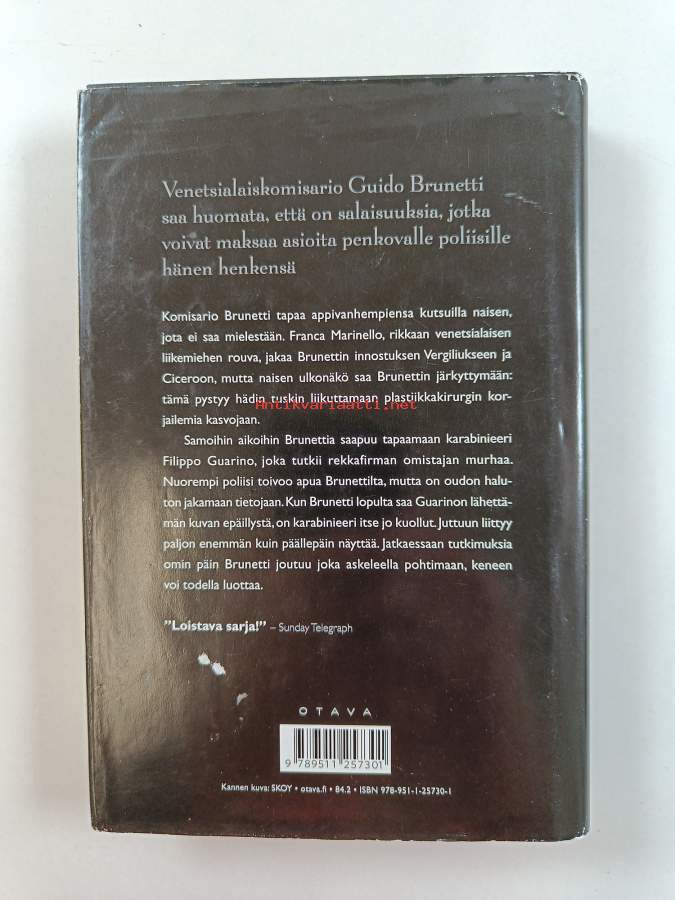 Venetsialaiskomisario Guido Brunetti
saa huomata, että on salaisuuksia, jotka
voivat maksaa asioita penkovalle poliisille
hänen henkensä
Komisario Brunetti tapaa appivanhempiensa kutsuilla naisen,
jota ei saa mielestään. Franca Marinello, rikkaan venetsialaisen
liikemiehen rouva, jakaa Brunettin innostuksen Vergiliukseen ja
Ciceroon, mutta naisen ulkonäkö saa Brunettin järkyttymään:
tämä pystyy hädin tuskin liikuttamaan plastiikkakirurgin kor-
Antikvariaatti.net
jailemia kasvojaan.
Samoihin aikoihin Brunettia saapuu tapaamaan karabinieeri
Filippo Guarino, joka tutkii rekkafirman omistajan murhaa.
Nuorempi poliisi toivoo apua Brunettilta, mutta on oudon halu-
ton jakamaan tietojaan. Kun Brunetti lopulta saa Guarinon lähettä-
män kuvan epäillystä, on karabinieeri itse jo kuollut. Juttuun liittyy
paljon enemmän kuin päällepäin näyttää. Jatkaessaan tutkimuksia
omin päin Brunetti joutuu joka askeleella pohtimaan, keneen
voi todella luottaa.
"Loistava sarja!" – Sunday Telegraph
OTAVA
9 789511 257301
Kannen kuva: SKOY • otava.fi • 84.2 • ISBN 978-951-1-25730-1